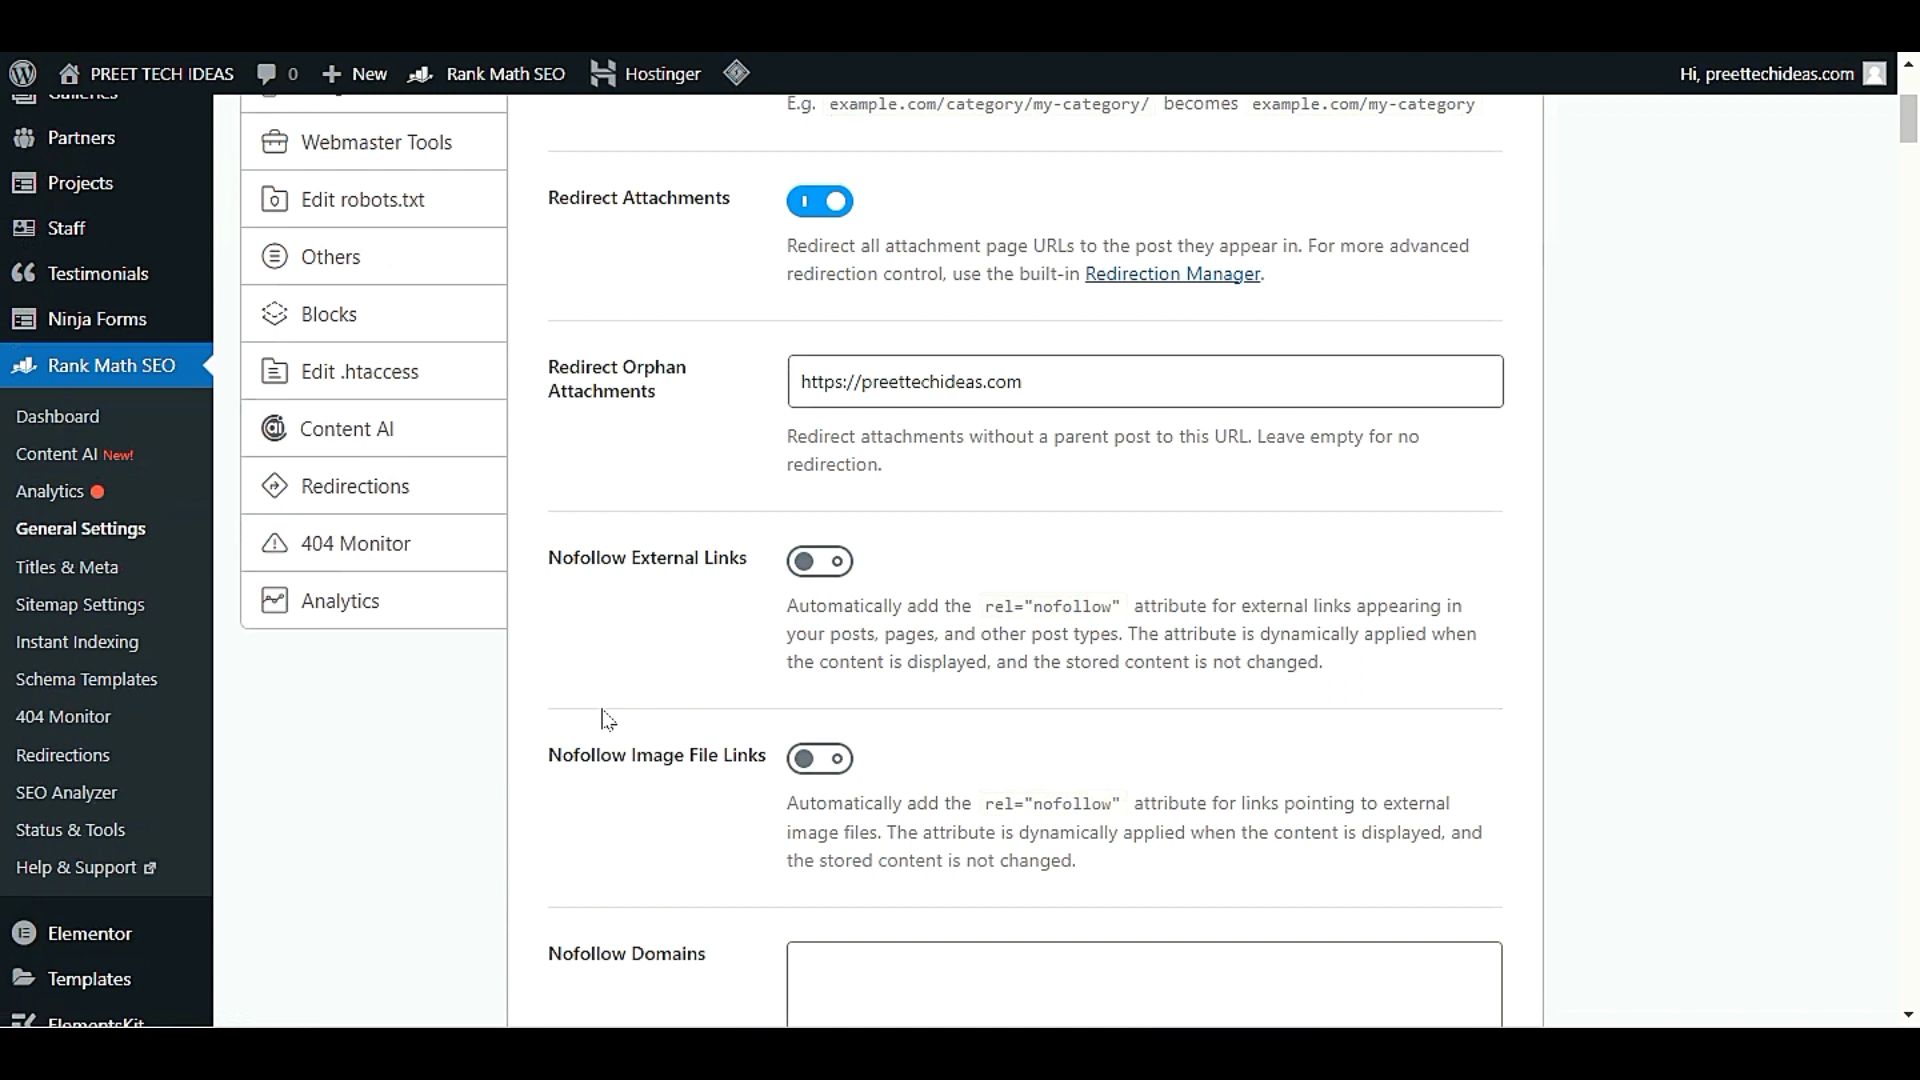 PREET TECH IDEAS 0 New Rank Math SEO Hostinger Hi, preettechideas.com
Galleries
Partners
Projects
Staff
Testimonials
Ninja Forms
Rank Math SEO
Dashboard
Content AI New!
Analytics
General Settings
Titles & Meta
Sitemap Settings
Instant Indexing
Schema Templates
404 Monitor
Redirections
SEO Analyzer
Status & Tools
Help & Support
Elementor
Templates
ElementsKit
Webmaster Tools
Edit robots.txt
Others
Blocks
Edit .htaccess
Content AI
Redirections
404 Monitor
Analytics
E.g. example.com/category/my-category/ becomes example.com/my-category
Redirect Attachments
Redirect all attachment page URLs to the post they appear in. For more advanced
redirection control, use the built-in Redirection Manager.
Redirect Orphan
Attachments
https://preettechideas.com
Redirect attachments without a parent post to this URL. Leave empty for no
redirection.
Nofollow External Links
Automatically add the rel="nofollow" attribute for external links appearing in
your posts, pages, and other post types. The attribute is dynamically applied when
the content is displayed, and the stored content is not changed.
Nofollow Image File Links
Automatically add the rel="nofollow" attribute for links pointing to external
image files. The attribute is dynamically applied when the content is displayed, and
the stored content is not changed.
Nofollow Domains